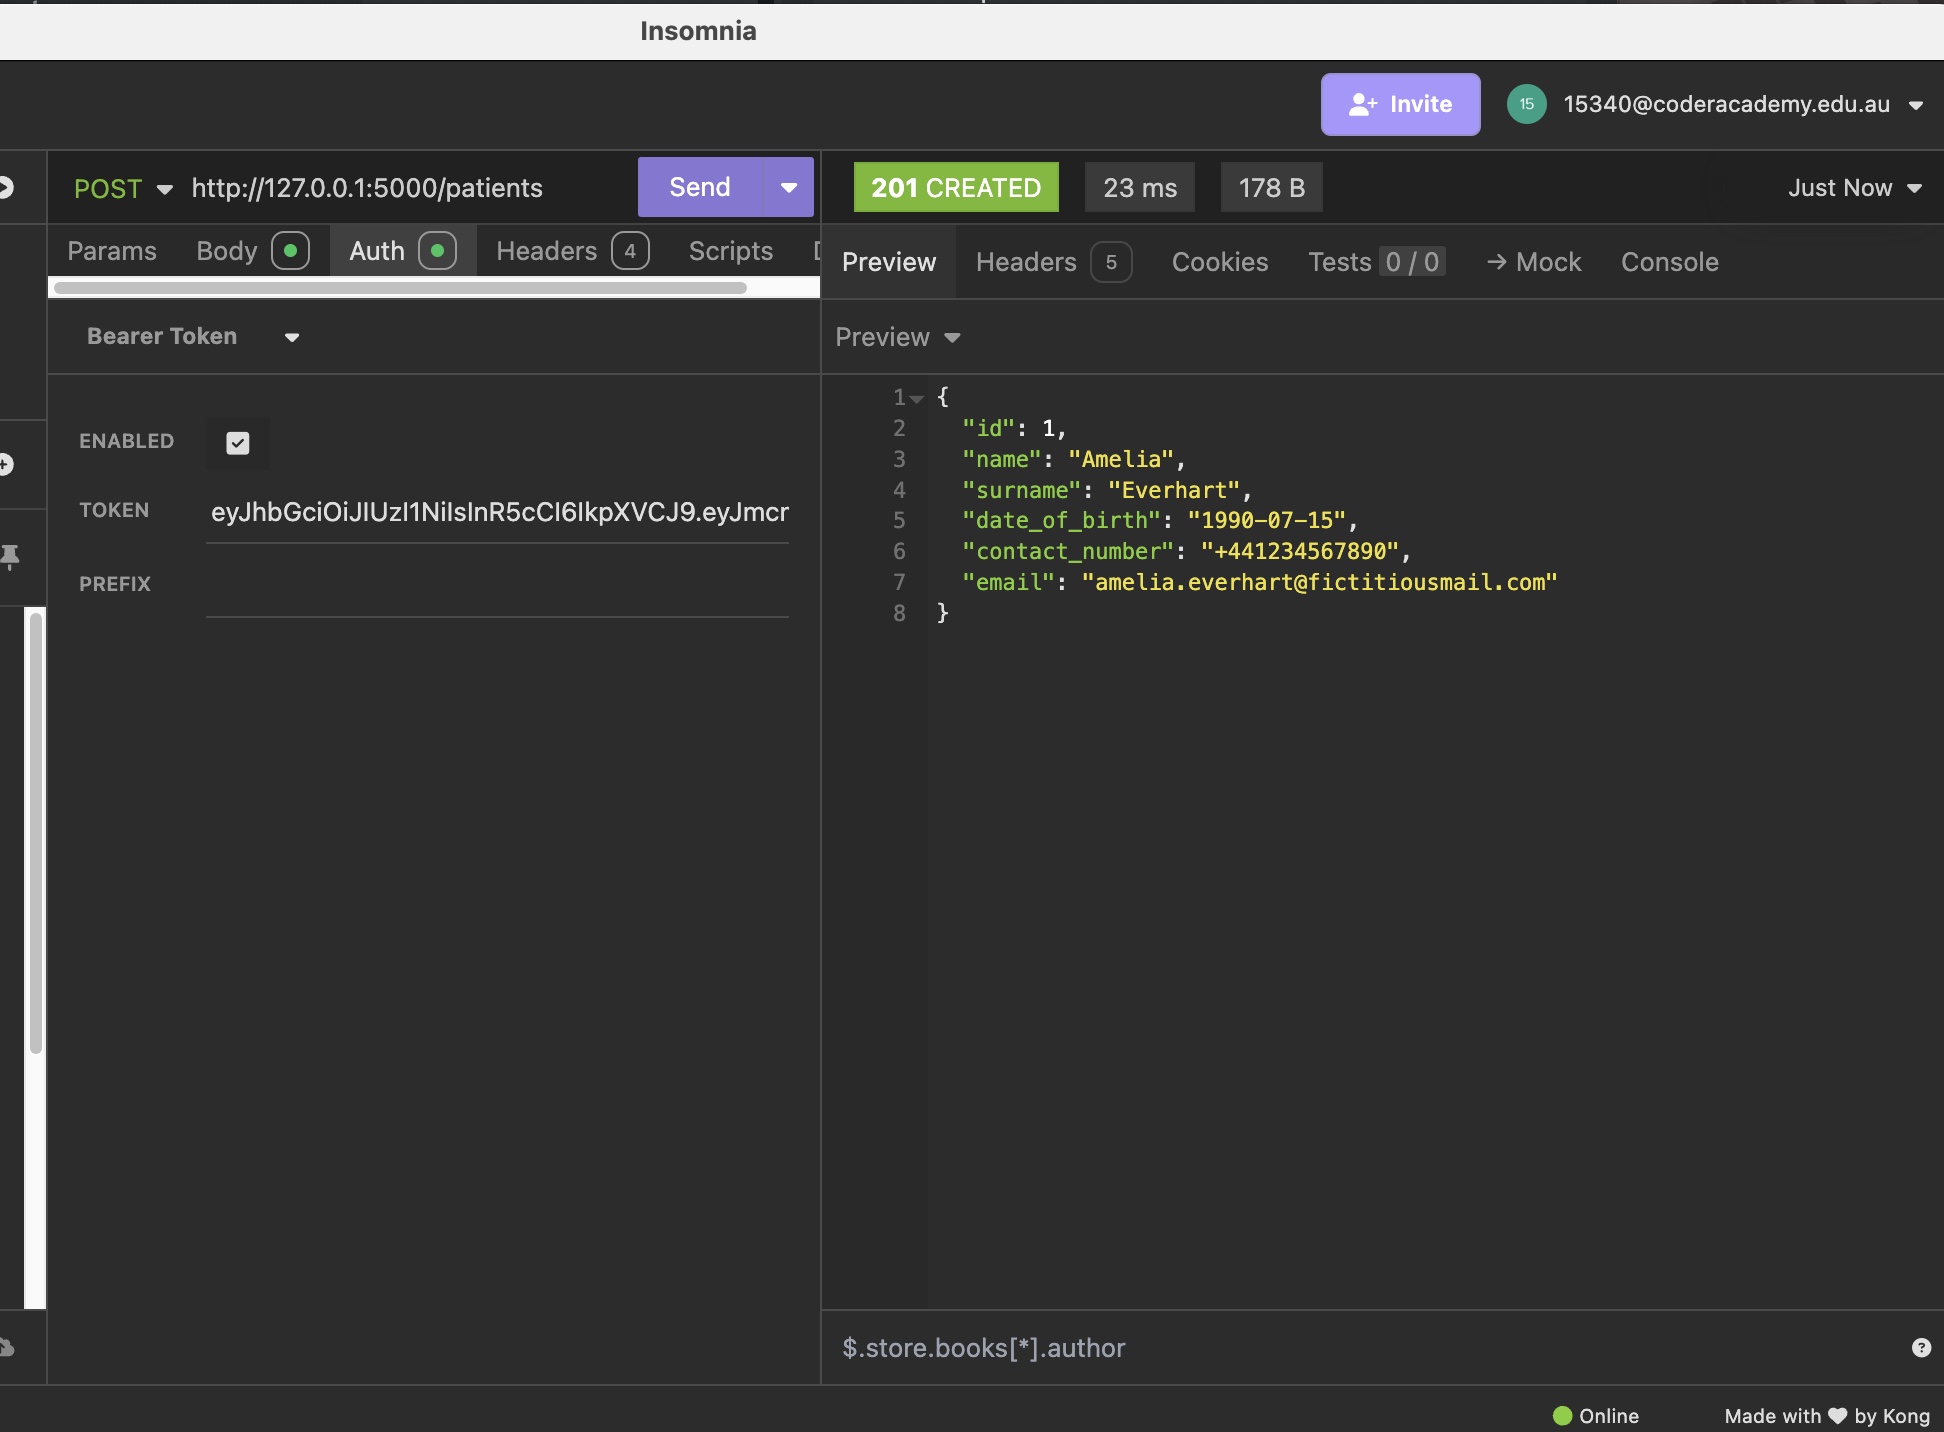 Insomnia
Invite
15
15340@coderacademy.edu.au
POST
http://127.0.0.1:5000/patients
Send
201 CREATED
23 ms
178 B
Just Now
Params
Body
Auth
Headers 4
Scripts
Preview
Headers 5
Cookies
Tests 0 / 0
→ Mock
Console
Bearer Token
Preview
ENABLED
TOKEN eyJhbGciOiJIUzI1NiIsInR5cCI6IkpXVCJ9.eyJmcr
PREFIX
1 {
2 "id": 1,
3 "name": "Amelia",
4 "surname": "Everhart",
5 "date_of_birth": "1990-07-15",
6 "contact_number": "+441234567890",
7 "email": "amelia.everhart@fictitiousmail.com"
8 }
$.store.books[*].author
?
Online
Made with ♥ by Kong